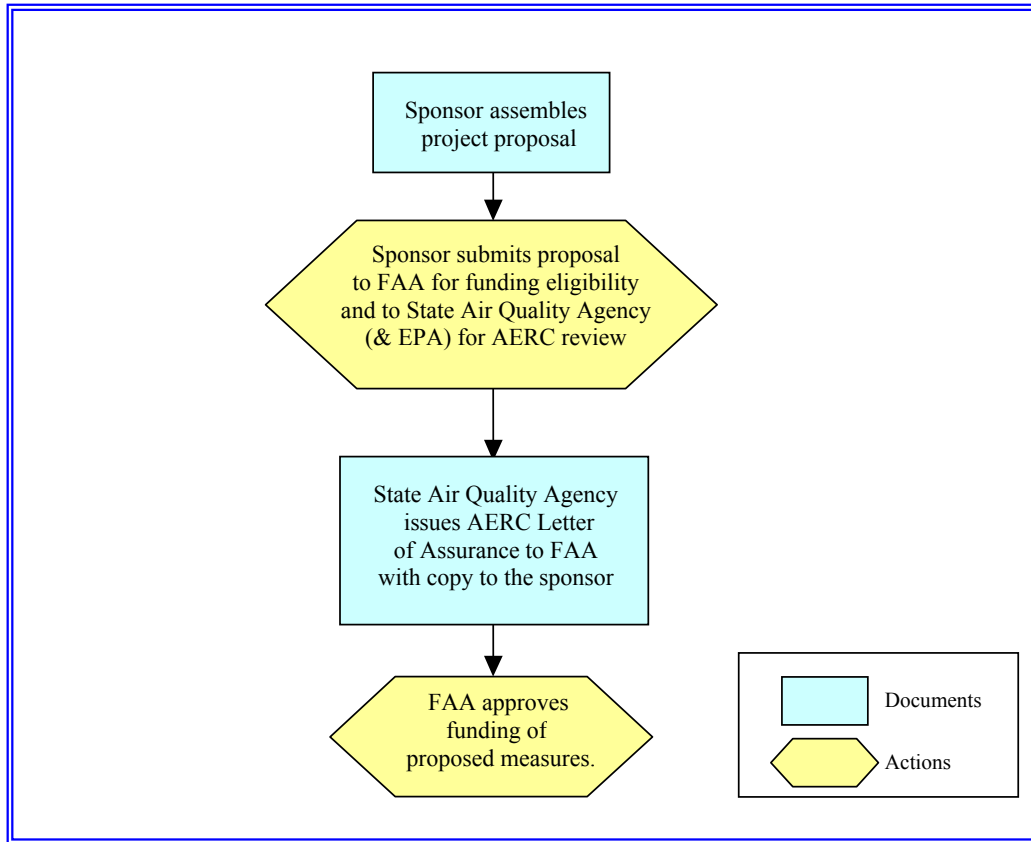 Sponsor assembles
project proposal
Sponsor submits proposal
to FAA for funding eligibility
and to State Air Quality Agency
(& EPA) for AERC review
State Air Quality Agency
issues AERC Letter
of Assurance to FAA
with copy to the sponsor
FAA approves
funding of
proposed measures.
Documents
Actions